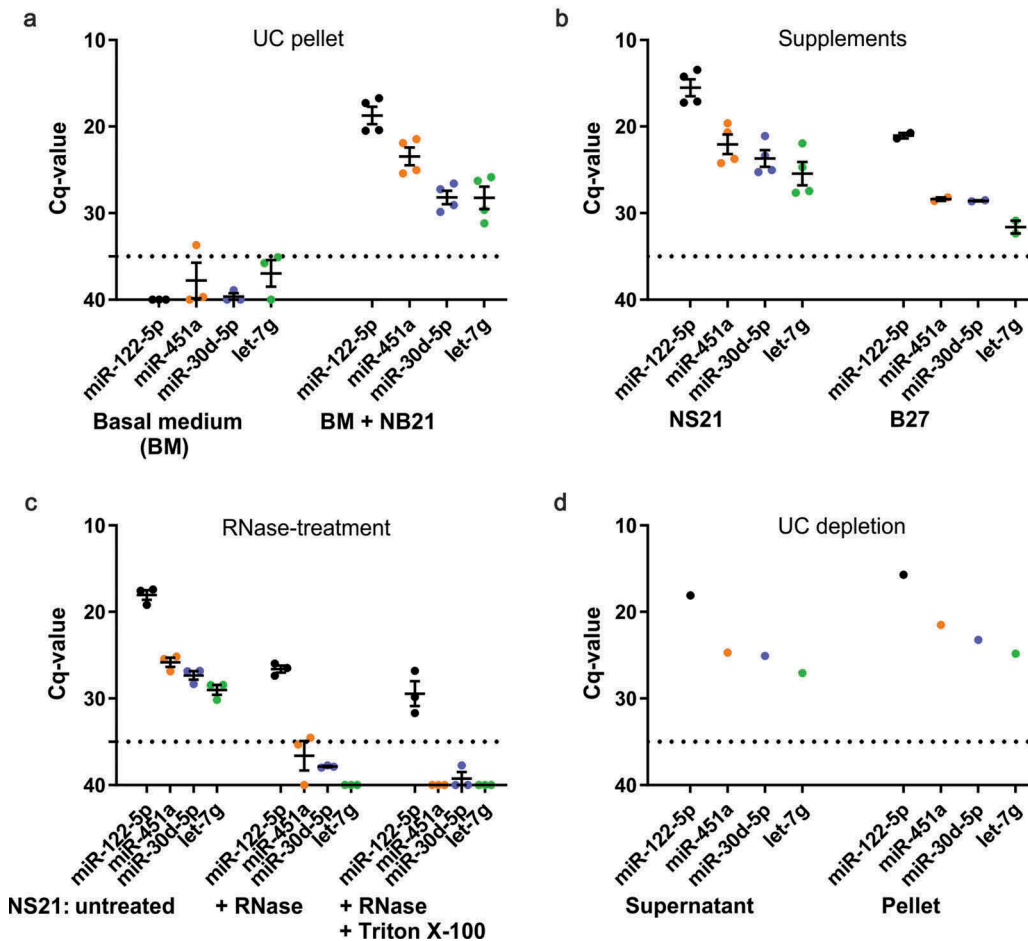 a
UC pellet
10
20
30
40
Cq-value
miR-122-5p
miR-451a
miR-30d-5p
let-7g
miR-122-5p
miR-451a
miR-30d-5p
let-7g
Basal medium
(BM)
BM + NB21
b
Supplements
10
20
30
40
Cq-value
miR-122-5p
miR-451a
miR-30d-5p
let-7g
miR-122-5p
miR-451a
miR-30d-5p
let-7g
NS21
B27
c
RNase-treatment
10
20
30
40
Cq-value
miR-122-5p
miR-451a
miR-30d-5p
let-7g
miR-122-5p
miR-451a
miR-30d-5p
let-7g
miR-122-5p
miR-451a
miR-30d-5p
let-7g
NS21: untreated
+ RNase
+ RNase
+ Triton X-100
d
UC depletion
10
20
30
40
Cq-value
miR-122-5p
miR-451a
miR-30d-5p
let-7g
miR-122-5p
miR-451a
miR-30d-5p
let-7g
Supernatant
Pellet